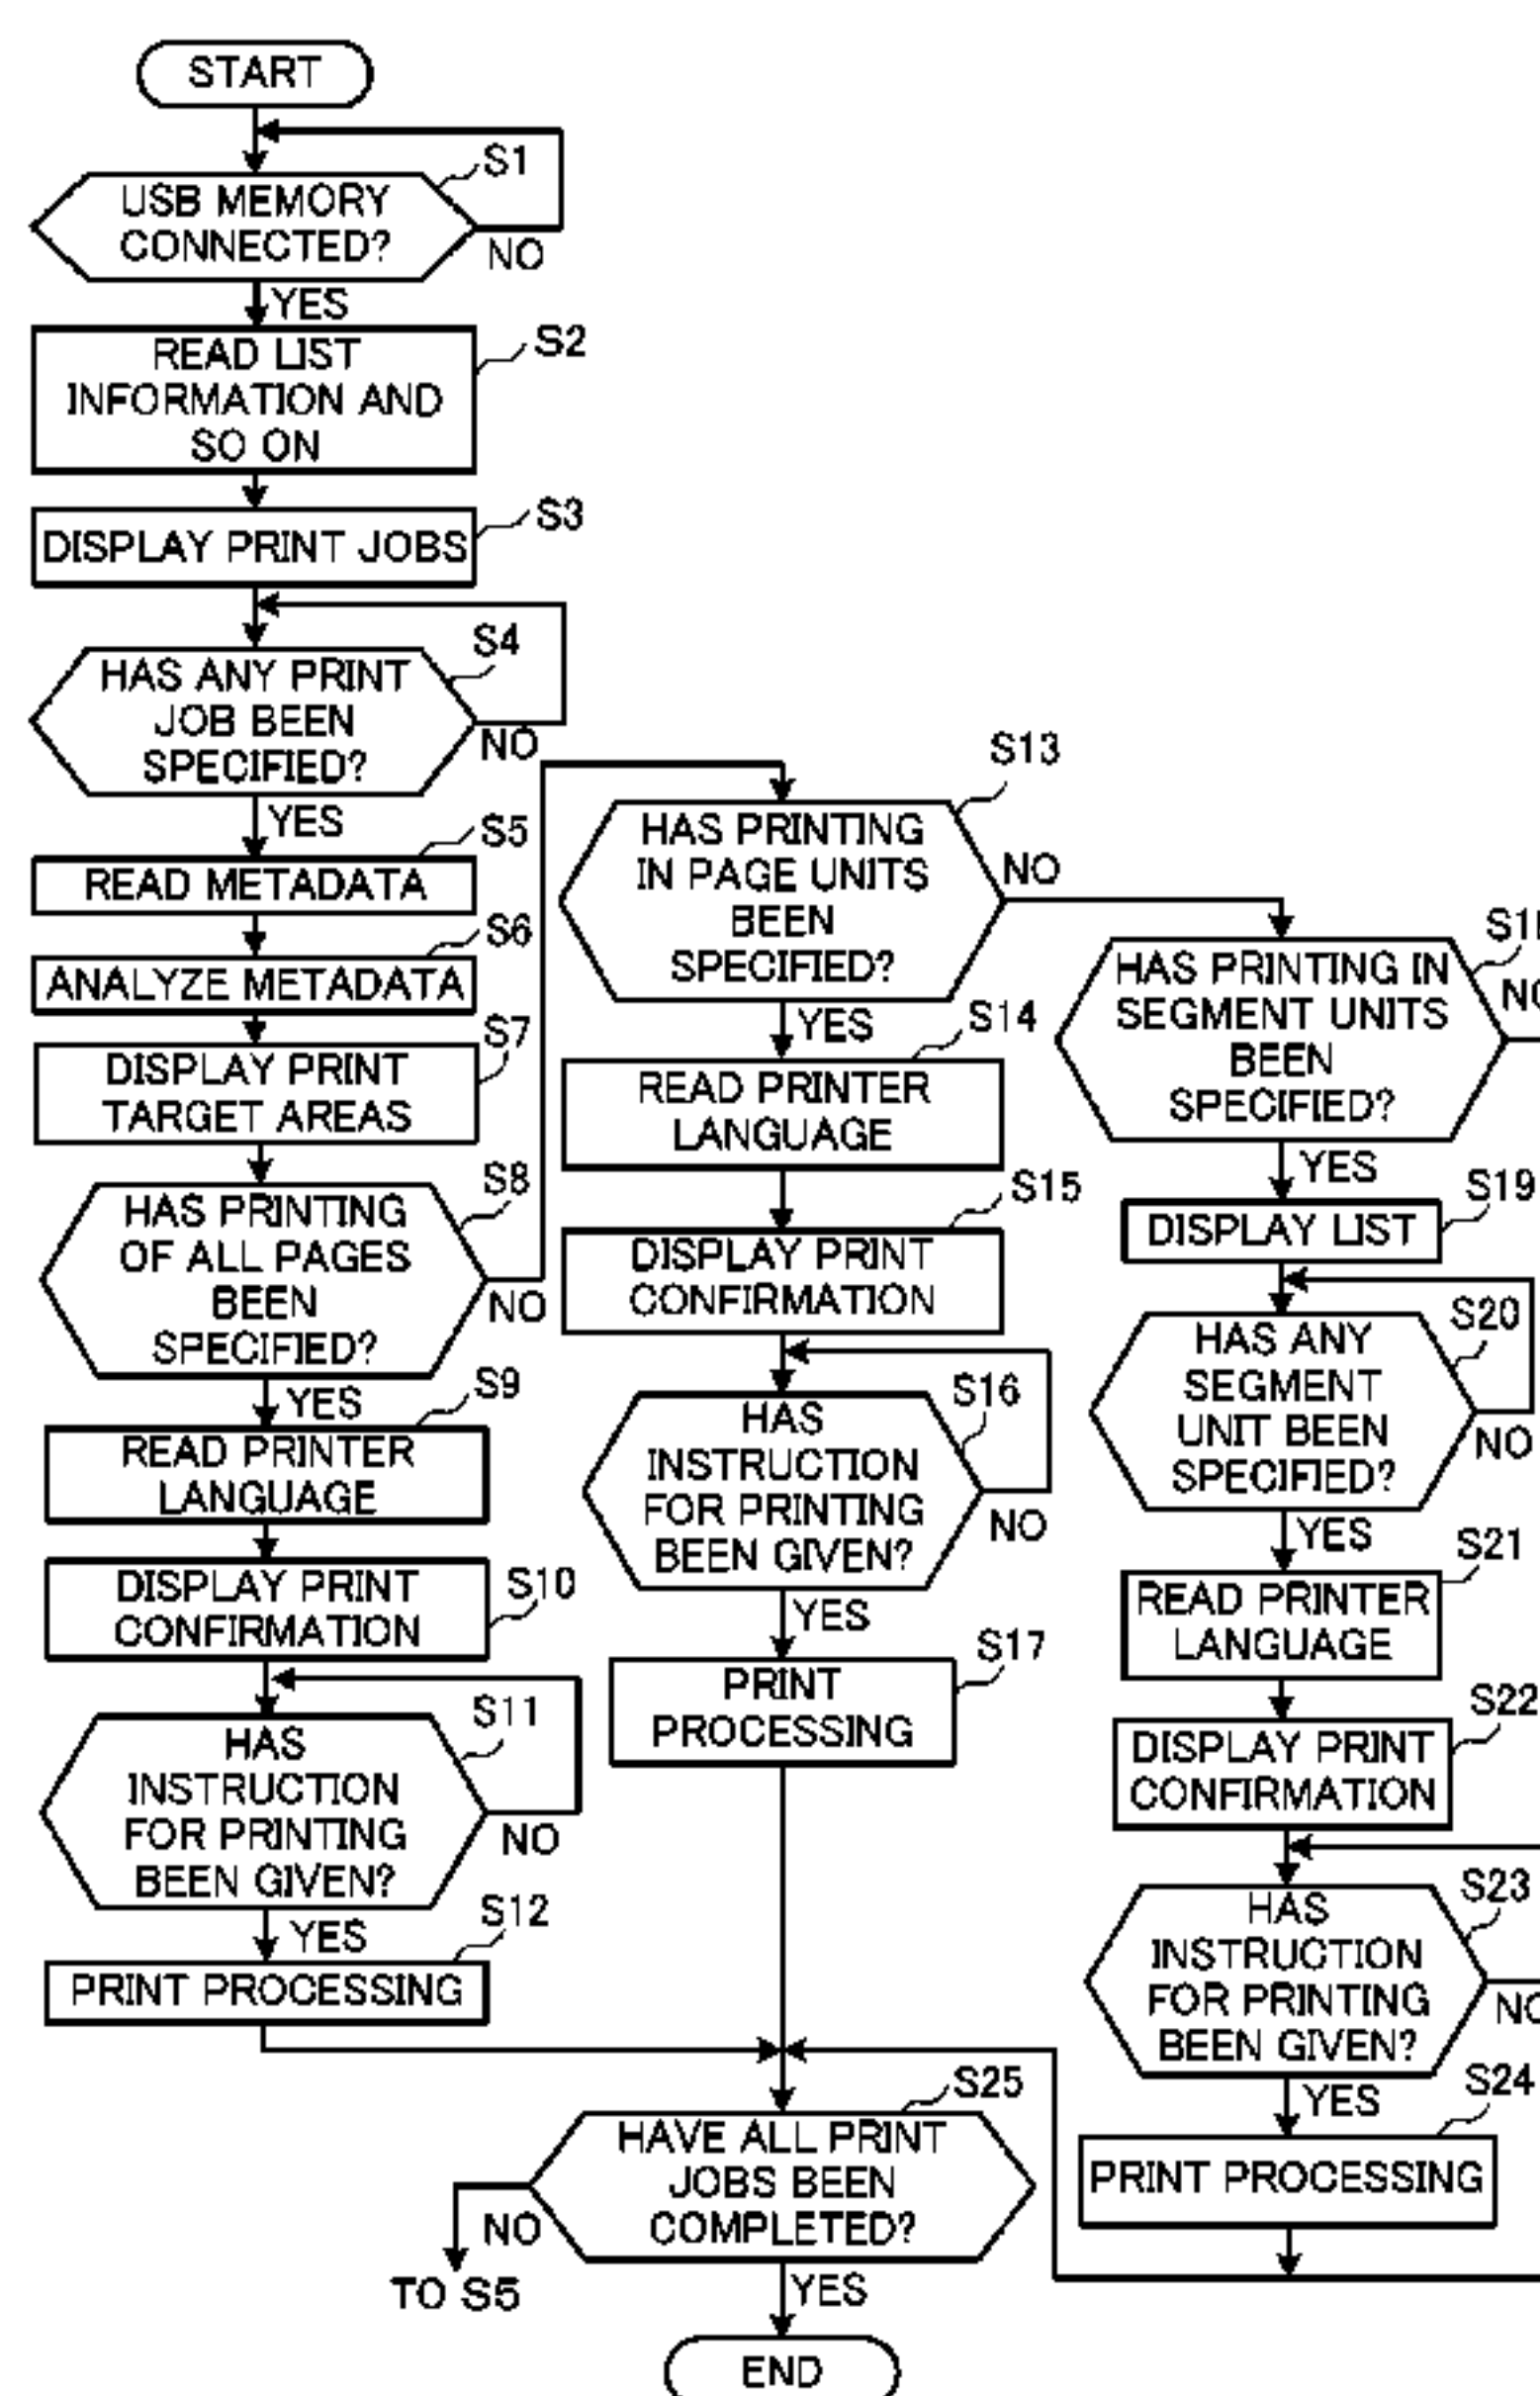 START
S1
USB MEMORY
CONNECTED?
NO
YES
S2
READ LIST
INFORMATION AND
SO ON
S3
DISPLAY PRINT JOBS
S4
HAS ANY PRINT
JOB BEEN
SPECIFIED?
NO
YES
S5
READ METADATA
S6
ANALYZE METADATA
S7
DISPLAY PRINT
TARGET AREAS
S8
HAS PRINTING
OF ALL PAGES
BEEN
SPECIFIED?
NO
YES
S9
READ PRINTER
LANGUAGE
S10
DISPLAY PRINT
CONFIRMATION
S11
HAS
INSTRUCTION
FOR PRINTING
BEEN GIVEN?
NO
YES
S12
PRINT PROCESSING
S13
HAS PRINTING
IN PAGE UNITS
BEEN
SPECIFIED?
NO
YES
S14
READ PRINTER
LANGUAGE
S15
DISPLAY PRINT
CONFIRMATION
S16
HAS
INSTRUCTION
FOR PRINTING
BEEN GIVEN?
NO
YES
S17
PRINT
PROCESSING
HAS PRINTING IN
SEGMENT UNITS
BEEN
SPECIFIED?
NO
YES
S19
DISPLAY LIST
S20
HAS ANY
SEGMENT
UNIT BEEN
SPECIFIED?
NO
YES
S21
READ PRINTER
LANGUAGE
S22
DISPLAY PRINT
CONFIRMATION
S23
HAS
INSTRUCTION
FOR PRINTING
BEEN GIVEN?
NO
YES
S24
PRINT PROCESSING
S25
HAVE ALL PRINT
JOBS BEEN
COMPLETED?
NO
TO S5
YES
END